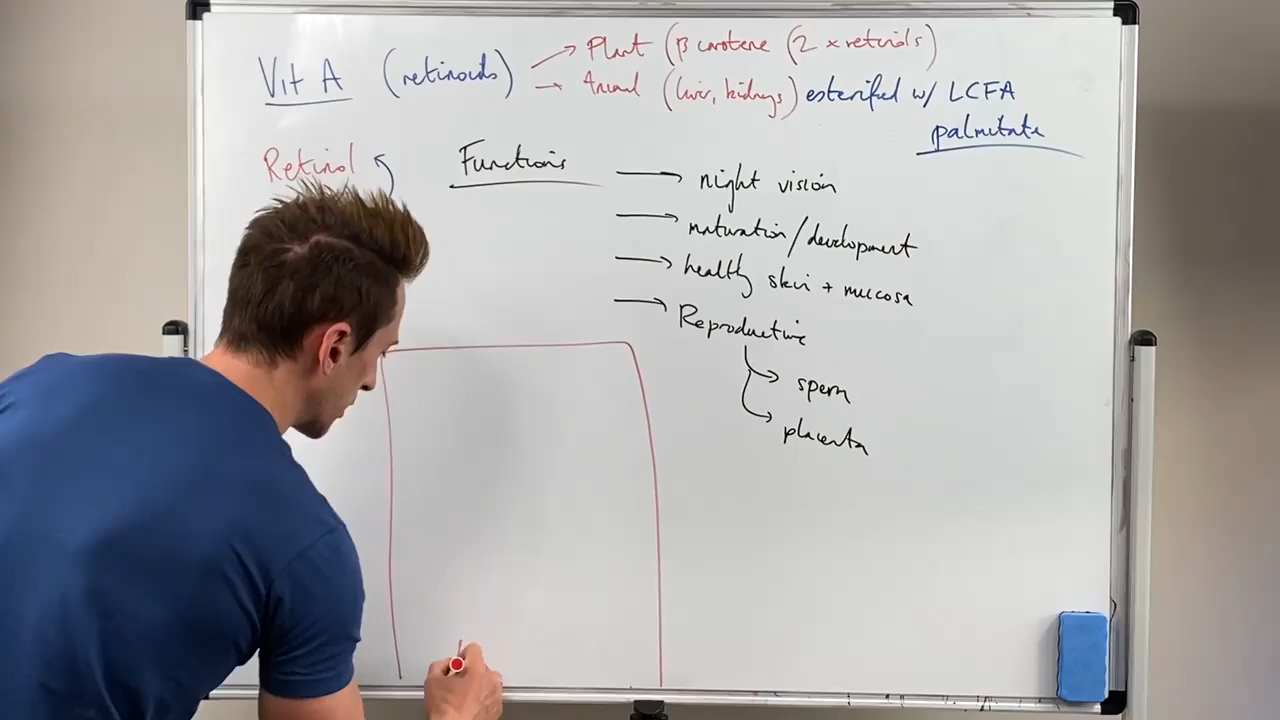 Vit A (retinoids) → Plant (β carotene (2 x retinoids)
→ Animal (liver, kidneys) esterified w/ LCFA
palmitate
Retinol
Functions
→ night vision
→ maturation/development
→ healthy skin + mucosa
→ Reproductive
→ sperm
→ placenta